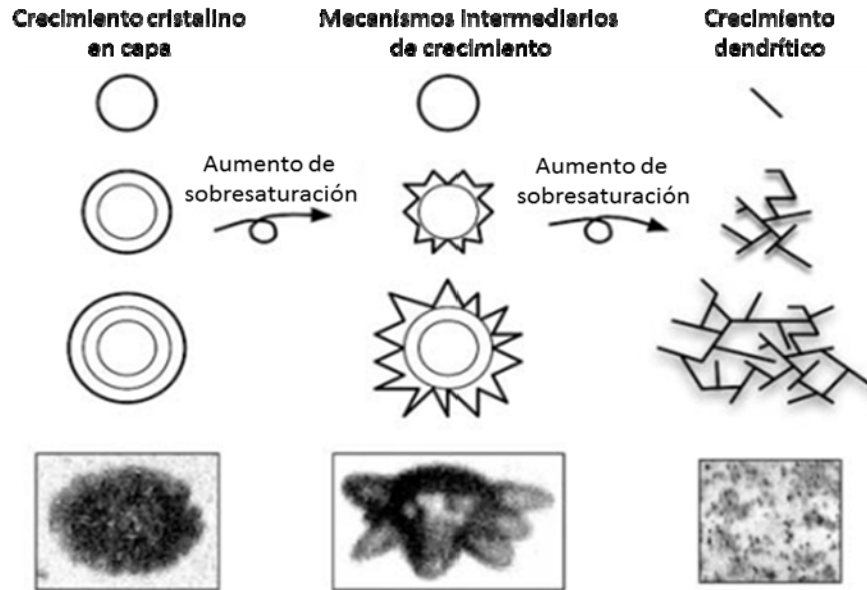 Crecimiento cristalino
en capa
Mecanismos intermediarios
de crecimiento
Crecimiento
dendrítico
Aumento de
sobresaturación
Aumento de
sobresaturación